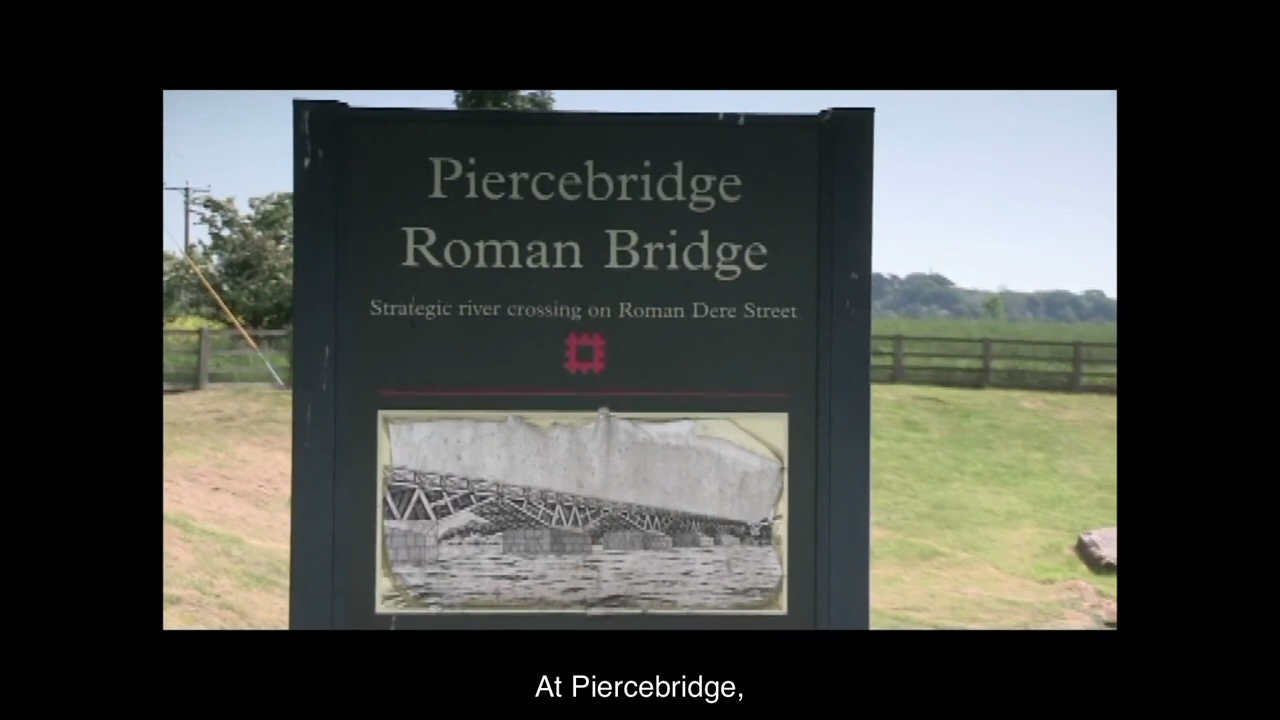 Piercebridge
Roman Bridge
Strategic river crossing on Roman Dere Street
At Piercebridge,